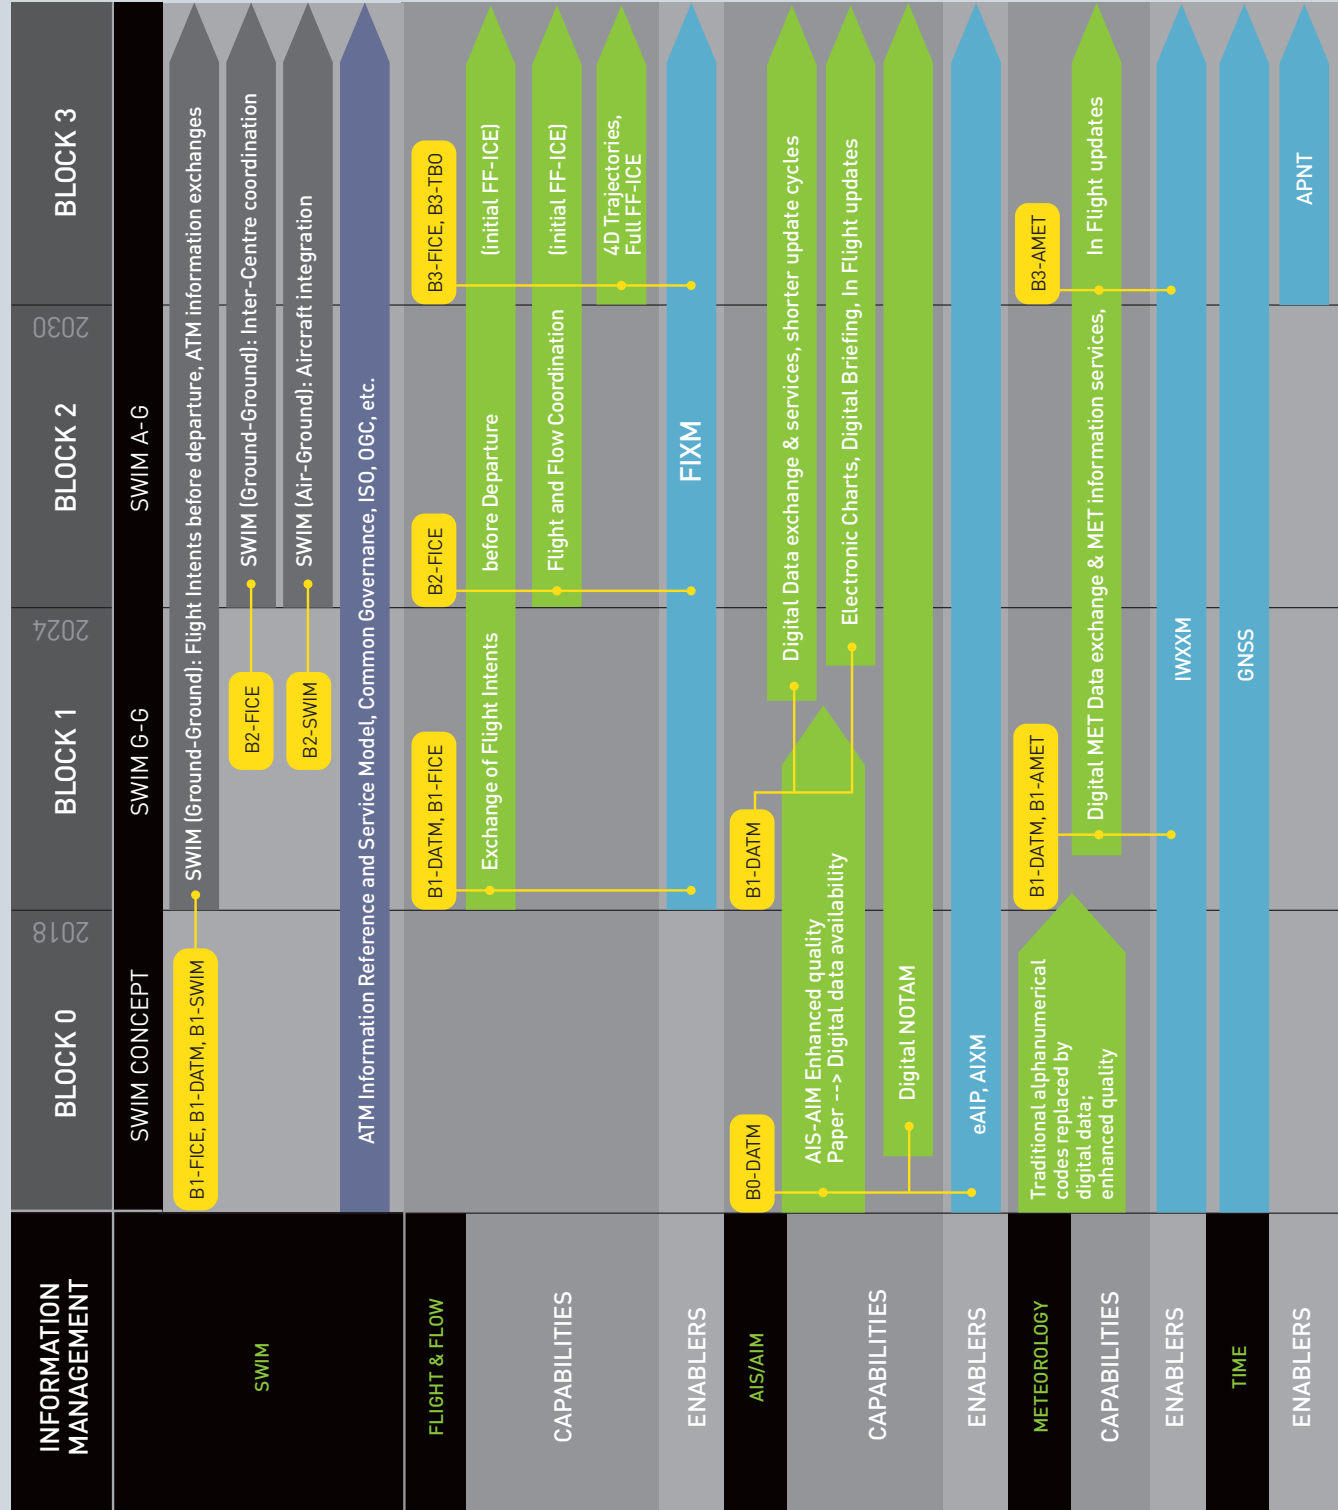 INFORMATION
MANAGEMENT
BLOCK 0
2018
BLOCK 1
2024
BLOCK 2
2030
BLOCK 3
SWIM CONCEPT
SWIM G-G
SWIM A-G
SWIM
B1-FICE, B1-DATM, B1-SWIM
SWIM (Ground-Ground): Flight Intents before departure, ATM information exchanges
B2-FICE
SWIM (Ground-Ground): Inter-Centre coordination
B2-SWIM
SWIM (Air-Ground): Aircraft integration
ATM Information Reference and Service Model, Common Governance, ISO, OGC, etc.
FLIGHT & FLOW
B1-DATM, B1-FICE
B2-FICE
B3-FICE, B3-TBO
CAPABILITIES
Exchange of Flight Intents
before Departure
(initial FF-ICE)
Flight and Flow Coordination
(initial FF-ICE)
4D Trajectories,
Full FF-ICE
ENABLERS
FIXM
AIS/AIM
B0-DATM
B1-DATM
CAPABILITIES
AIS-AIM Enhanced quality
Paper --> Digital data availability
Digital Data exchange & services, shorter update cycles
Electronic Charts, Digital Briefing, In Flight updates
Digital NOTAM
ENABLERS
eAIP, AIXM
METEOROLOGY
B1-DATM, B1-AMET
B3-AMET
CAPABILITIES
Traditional alphanumerical
codes replaced by
digital data;
enhanced quality
Digital MET Data exchange & MET information services,
In Flight updates
ENABLERS
IWXXM
TIME
GNSS
ENABLERS
APNT